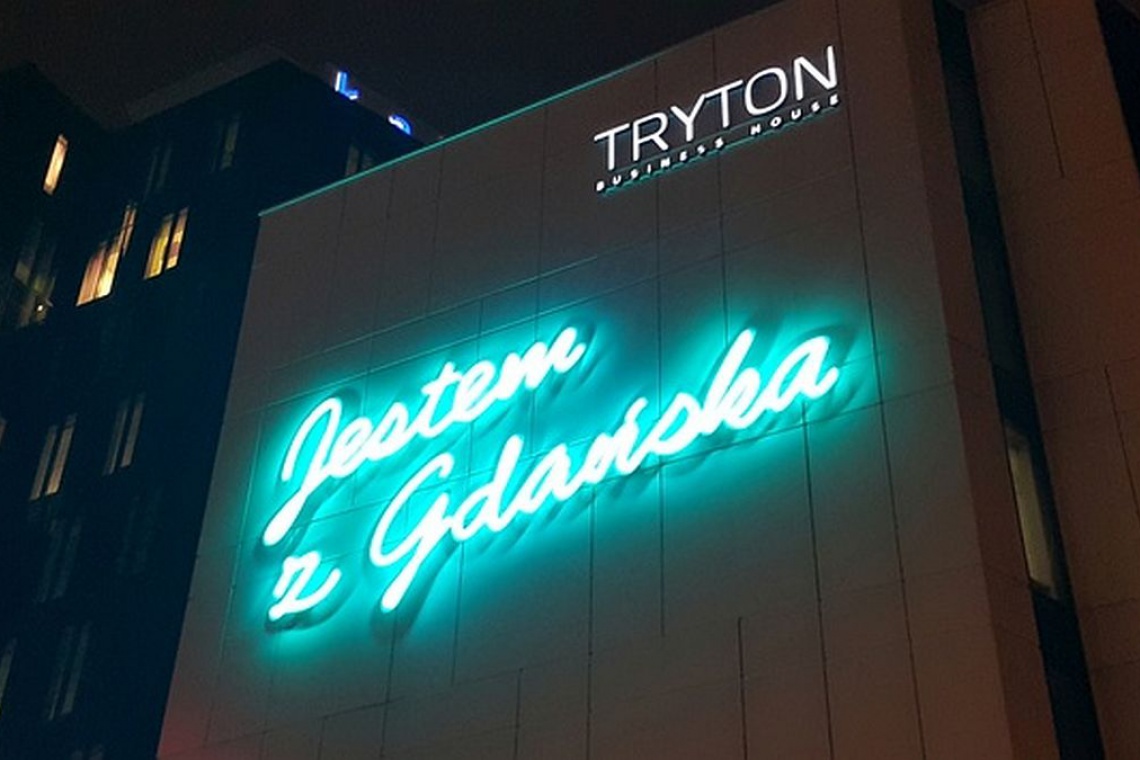 TRYTON
BUSINESS HOUSE
Jestem
z Gdańska